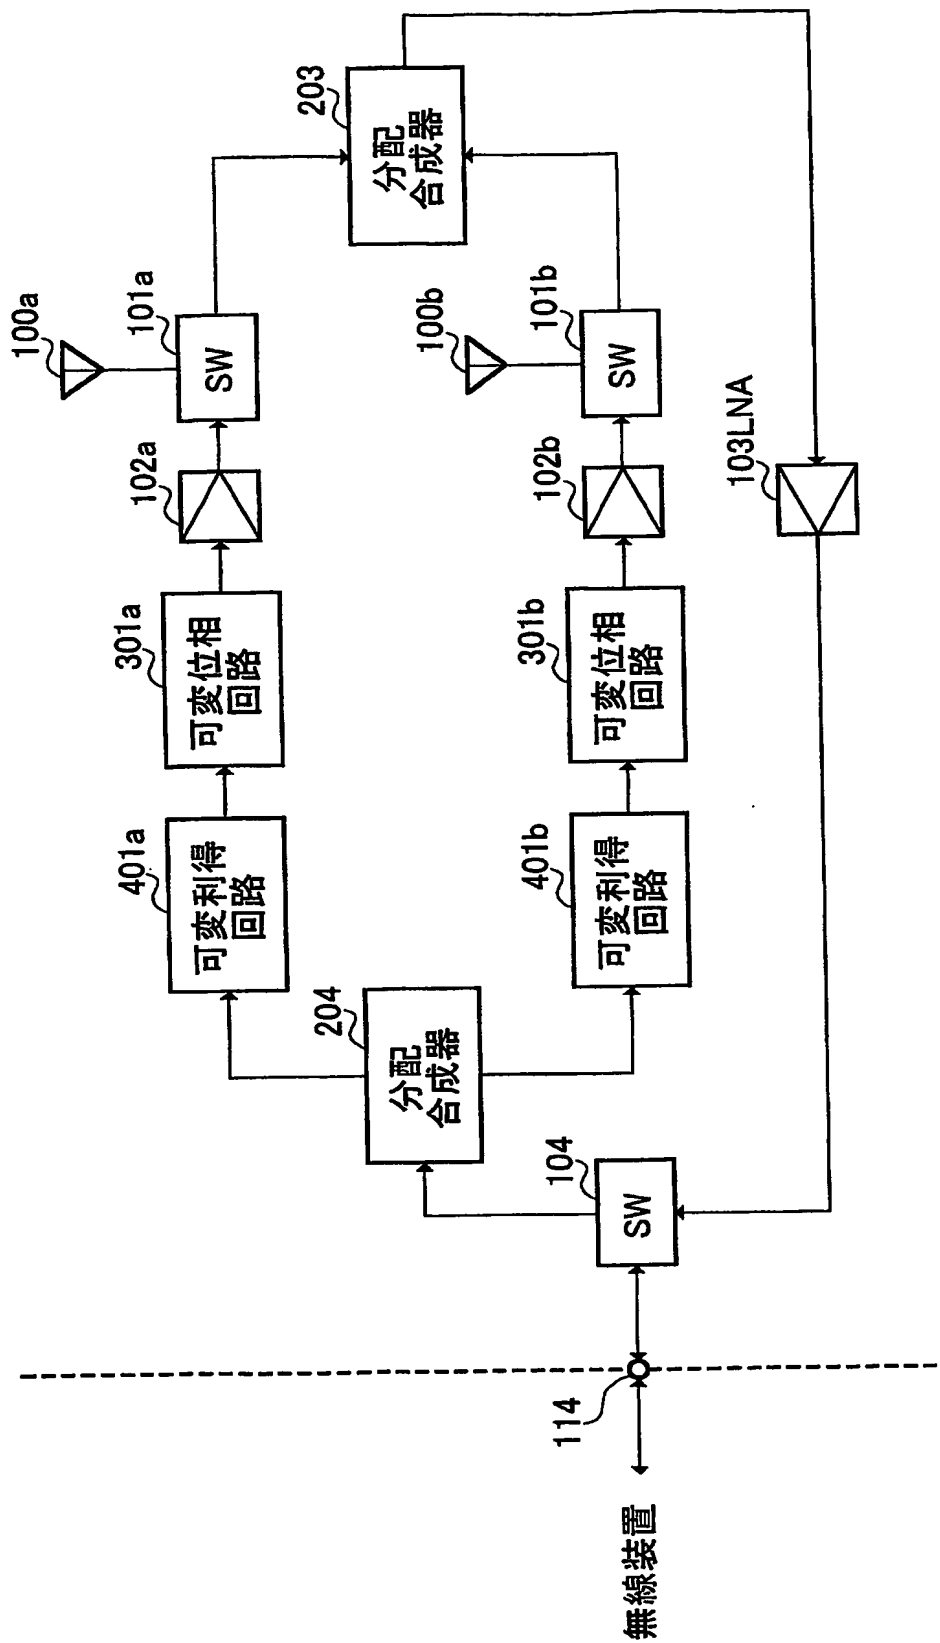 100a
101a
SW
102a
301a
可変位相
回路
401a
可変利得
回路
203
分配
合成器
204
分配
合成器
100b
101b
SW
102b
301b
可変位相
回路
401b
可変利得
回路
104
SW
103LNA
114
無線装置